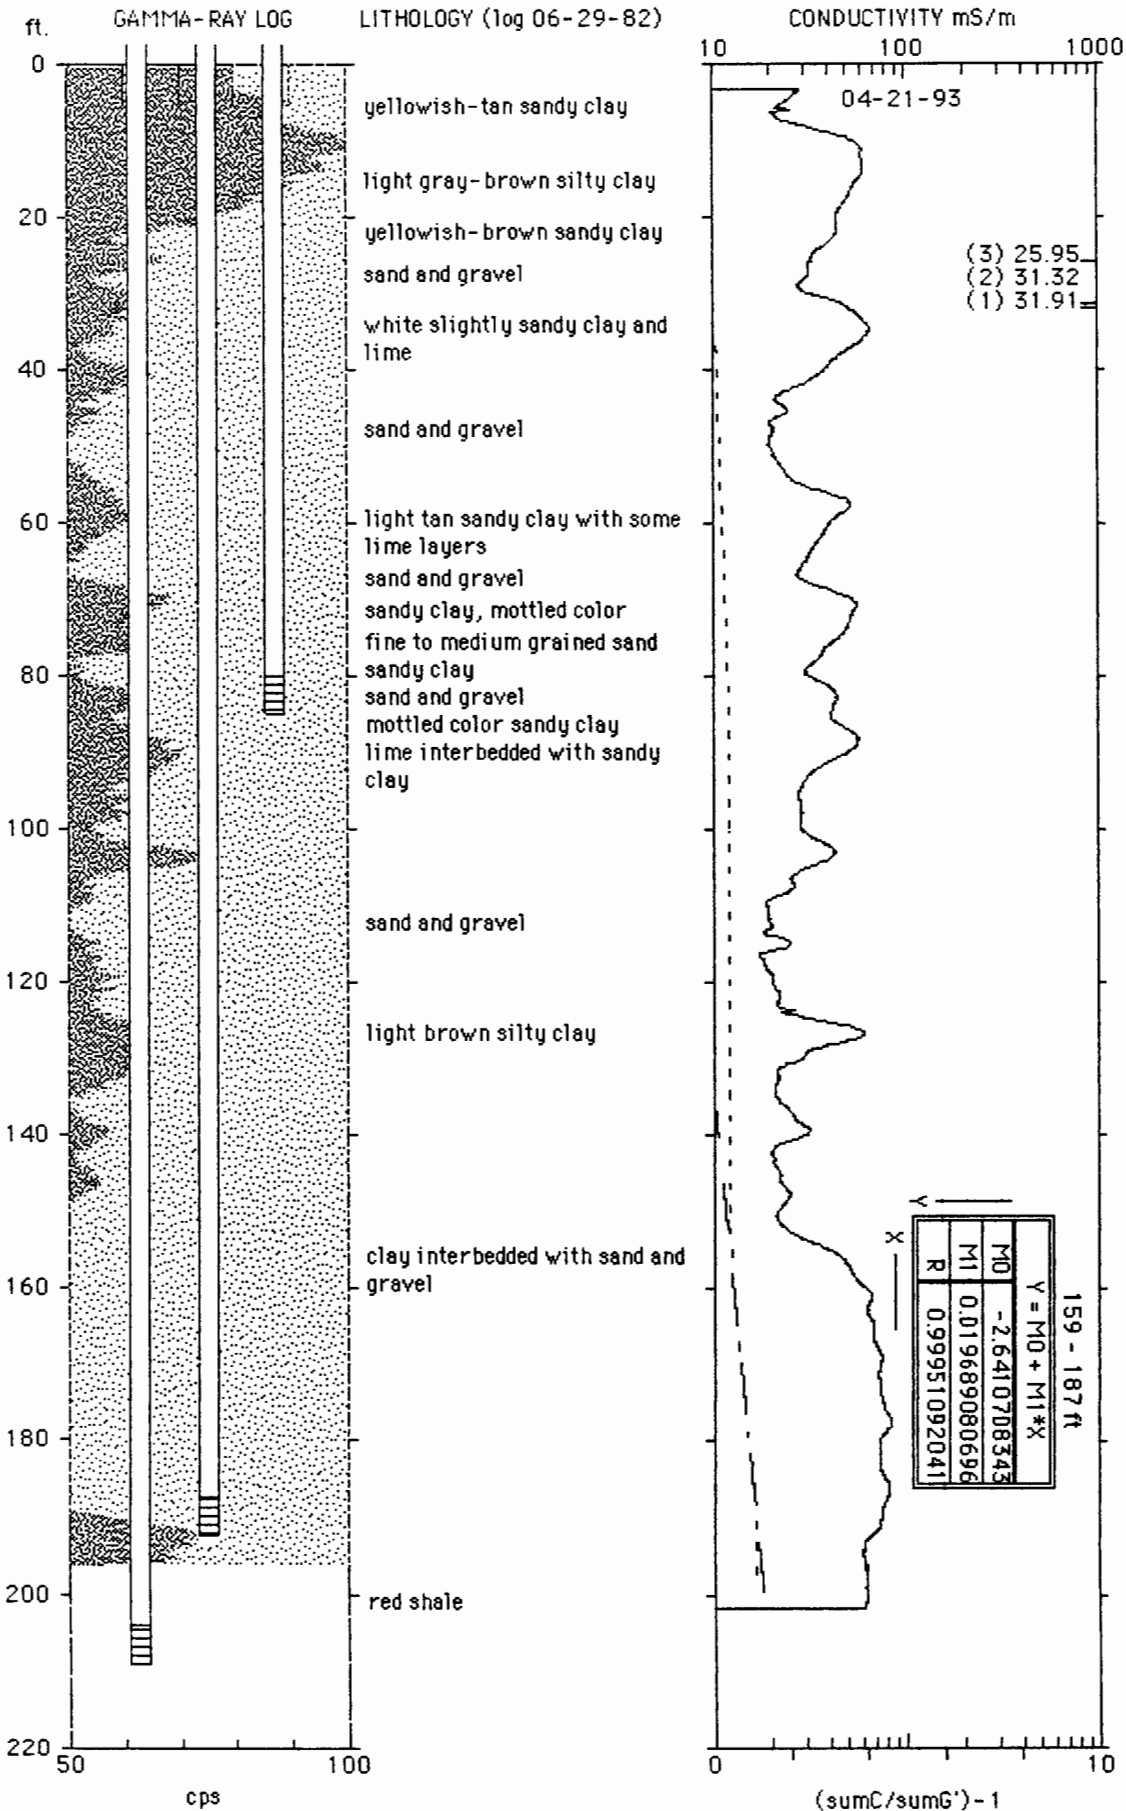 GAMMA-RAY LOG
LITHOLOGY (log 06-29-82)
CONDUCTIVITY mS/m
ft.
10 100 1000
0
20
40
60
80
100
120
140
160
180
200
220
50 100
cps
yellowish-tan sandy clay
light gray-brown silty clay
yellowish-brown sandy clay
sand and gravel
white slightly sandy clay and
lime
sand and gravel
light tan sandy clay with some
lime layers
sand and gravel
sandy clay, mottled color
fine to medium grained sand
sandy clay
sand and gravel
mottled color sandy clay
lime interbedded with sandy
clay
sand and gravel
light brown silty clay
clay interbedded with sand and
gravel
red shale
04-21-93
(3) 25.95
(2) 31.32
(1) 31.91
159 - 187 ft
Y = M0 + M1*X
M0 -2.6410708343
M1 0.019689080696
R 0.99951092041
Y
X
0 10
(sumC/sumG')-1